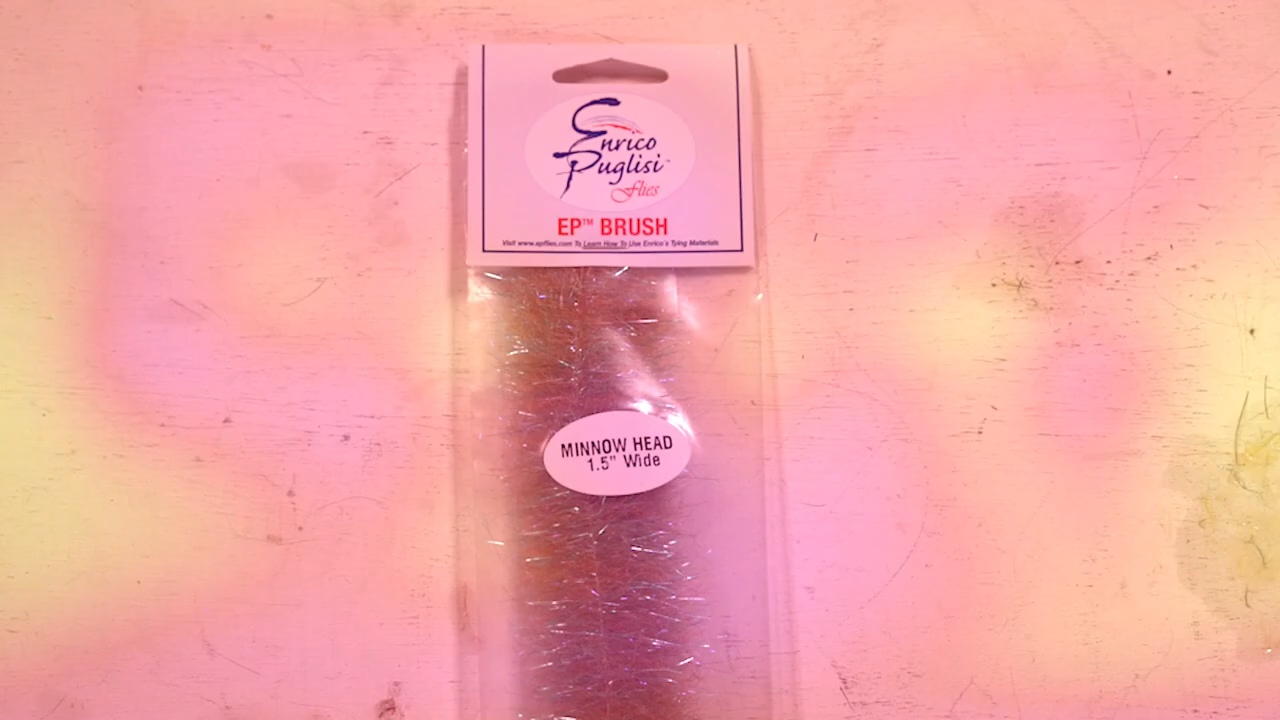 Enrico
Puglisi™
Flies
EP™ BRUSH
Visit www.epflies.com To Learn How To Use Enrico's Tying Materials
MINNOW HEAD
1.5" Wide